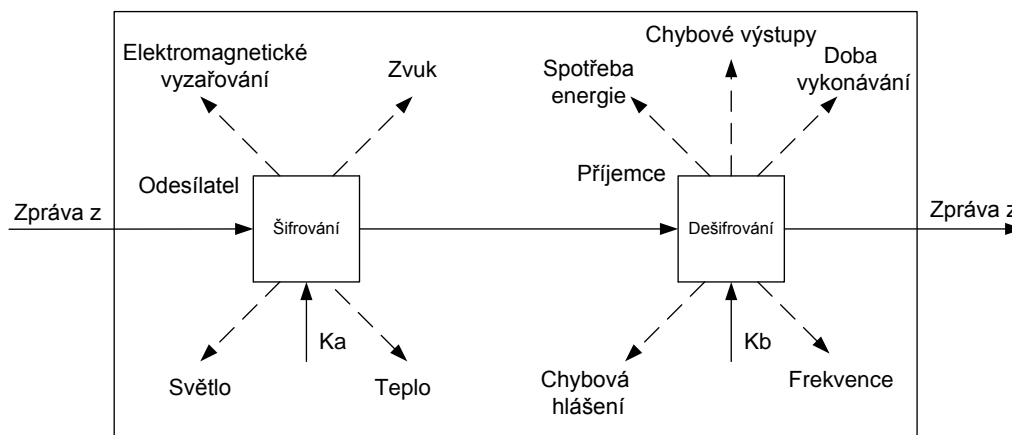 Elektromagnetické
vyzařování
Zvuk
Spotřeba
energie
Chybové výstupy
Doba
vykonávání
Odesílatel
Příjemce
Zpráva z
Šifrování
Dešifrování
Zpráva z
Ka
Kb
Světlo
Teplo
Chybová
hlášení
Frekvence